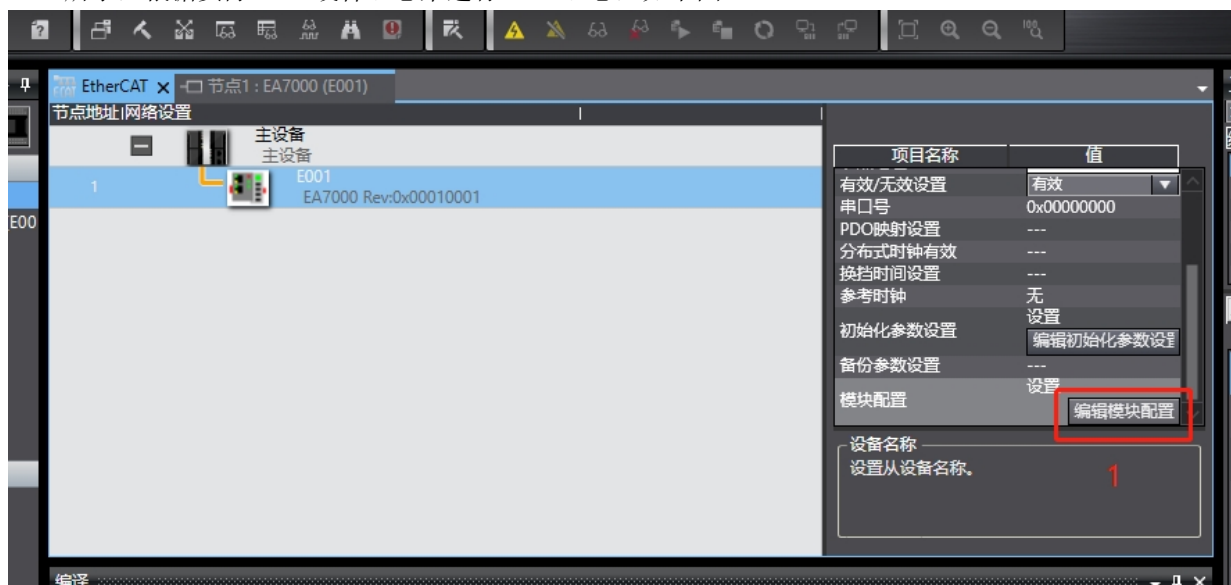 EtherCAT
节点1 : EA7000 (E001)
节点地址|网络设置
主设备
主设备
E001
1
EA7000 Rev:0x00010001
E00
项目名称 值
有效/无效设置 有效
串口号 0x00000000
PDO映射设置 ---
分布式时钟有效 ---
换挡时间设置 ---
参考时钟 无
初始化参数设置 设置
编辑初始化参数设
备份参数设置 ---
模块配置 设置
编辑模块配置
设备名称
设置从设备名称。
1
编译